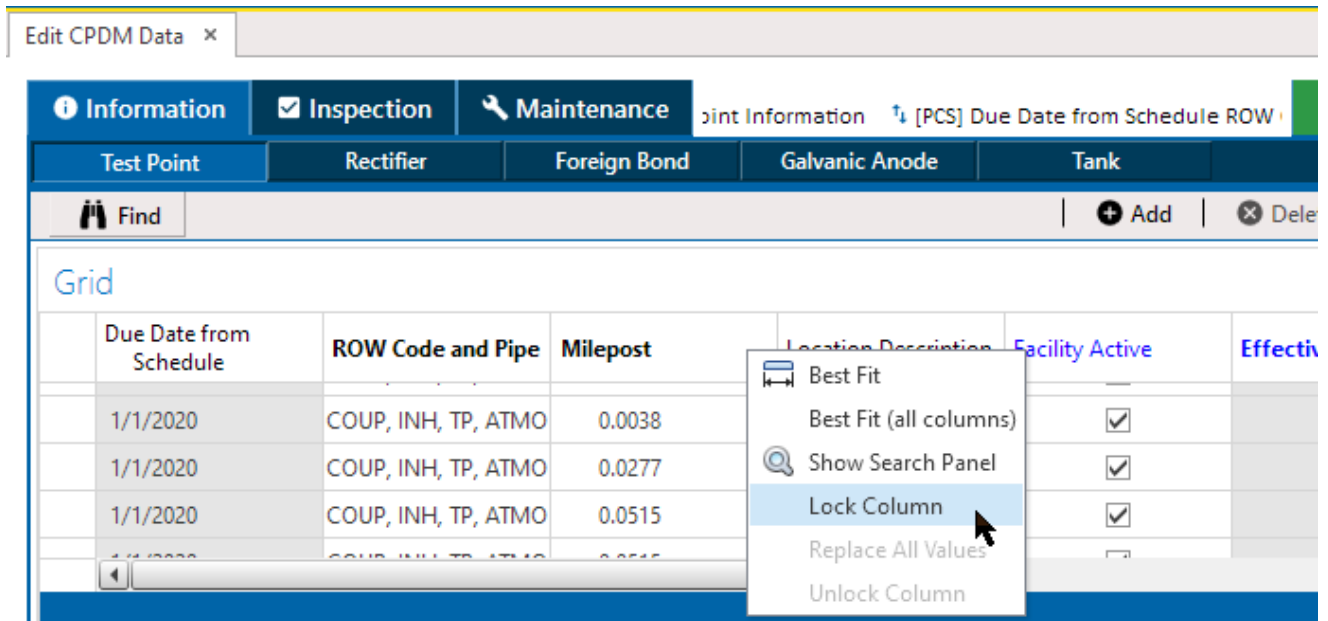 Edit CPDM Data ×
Information Inspection Maintenance oint Information [PCS] Due Date from Schedule ROW
Test Point Rectifier Foreign Bond Galvanic Anode Tank
Find Add Dele
Grid
Due Date from Schedule ROW Code and Pipe Milepost Location Description Facility Active Effectiv
1/1/2020 COUP, INH, TP, ATMO 0.0038
1/1/2020 COUP, INH, TP, ATMO 0.0277
1/1/2020 COUP, INH, TP, ATMO 0.0515
Best Fit
Best Fit (all columns)
Show Search Panel
Lock Column
Replace All Values
Unlock Column